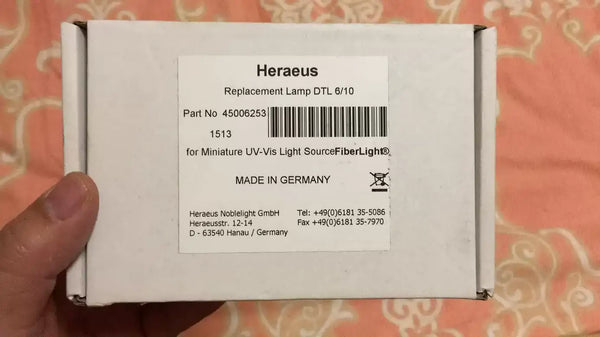 Heraeus
Replacement Lamp DTL 6/10
Part No 45006253
1513
for Miniature UV-Vis Light SourceFiberLight®
MADE IN GERMANY
Heraeus Noblelight GmbH Tel: +49(0)6181 35-5086
Heraeusstr. 12-14 Fax +49(0)6181 35-7970
D - 63540 Hanau / Germany